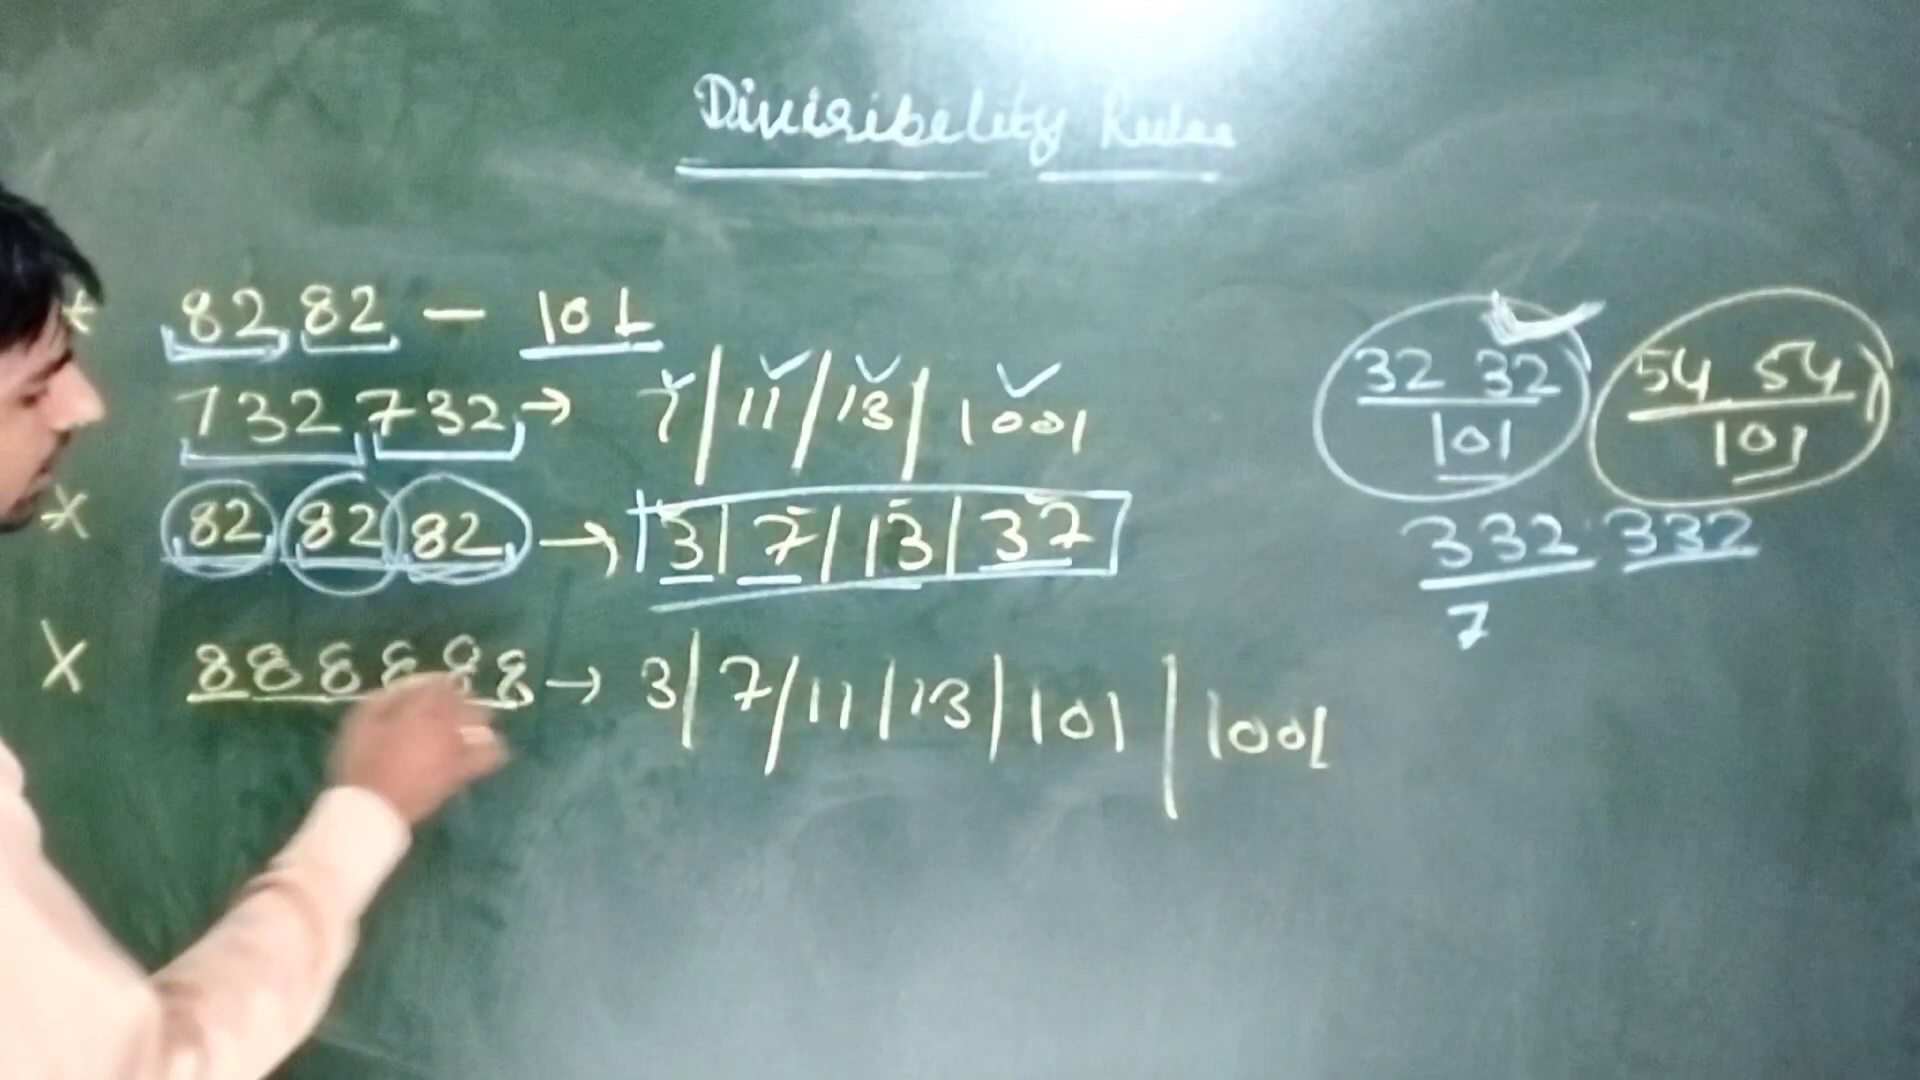 Divisibility Rules
* 82 82 — 101
732 732 → 7 | 11 | 13 | 1001
* 82 82 82 → 3 | 7 | 13 | 37
* 888888 → 3 | 7 | 11 | 13 | 101 | 1001
32 32 54 54
101 101
332 332
7